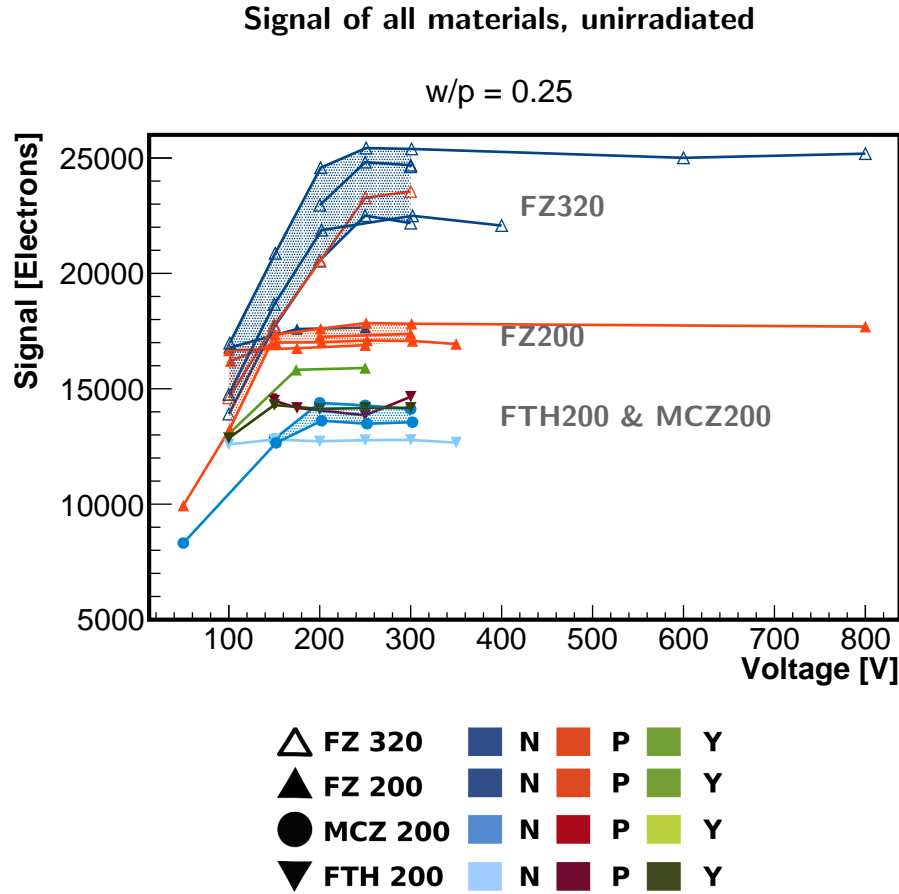 Signal of all materials, unirradiated
w/p = 0.25
Signal [Electrons]
25000
20000
15000
10000
5000
FZ320
FZ200
FTH200 & MCZ200
100 200 300 400 500 600 700 800
Voltage [V]
FZ 320 N P Y
FZ 200 N P Y
MCZ 200 N P Y
FTH 200 N P Y